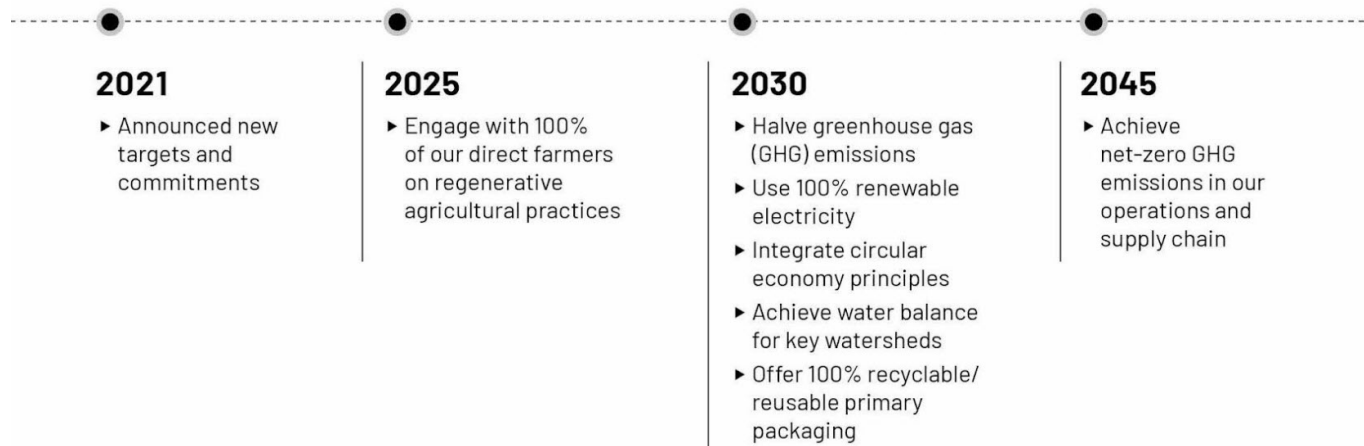 2021
▸ Announced new
targets and
commitments
2025
▸ Engage with 100%
of our direct farmers
on regenerative
agricultural practices
2030
▸ Halve greenhouse gas
(GHG) emissions
▸ Use 100% renewable
electricity
▸ Integrate circular
economy principles
▸ Achieve water balance
for key watersheds
▸ Offer 100% recyclable/
reusable primary
packaging
2045
▸ Achieve
net-zero GHG
emissions in our
operations and
supply chain